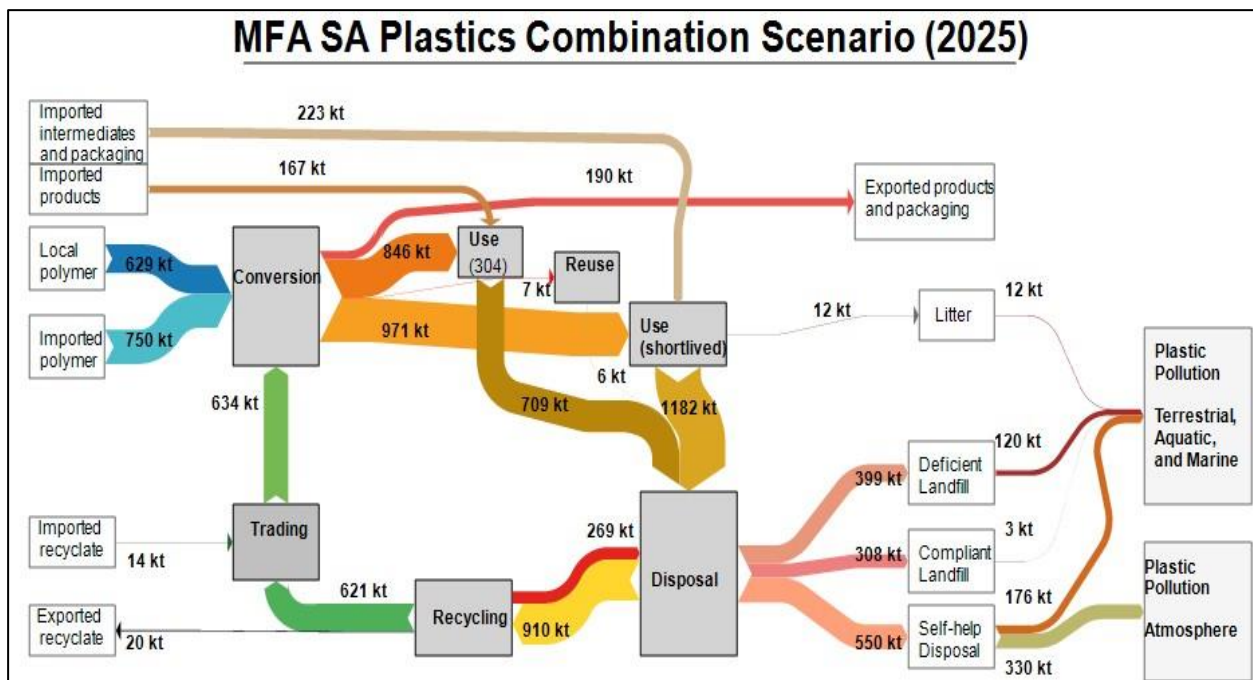 MFA SA Plastics Combination Scenario (2025)
Imported
intermediates
and packaging
223 kt
Imported
products
167 kt
190 kt
Exported products
and packaging
Local
polymer
629 kt
Conversion
846 kt
Use
(304)
Reuse
7 kt
Imported
polymer
750 kt
971 kt
Use
(shortlived)
12 kt
Litter
12 kt
Plastic
Pollution
Terrestrial,
Aquatic,
and Marine
634 kt
709 kt
6 kt
1182 kt
399 kt
Deficient
Landfill
120 kt
Imported
recyclate
14 kt
Trading
269 kt
Disposal
308 kt
Compliant
Landfill
3 kt
Plastic
Pollution
Atmosphere
621 kt
Exported
recyclate
20 kt
Recycling
910 kt
550 kt
Self-help
Disposal
176 kt
330 kt